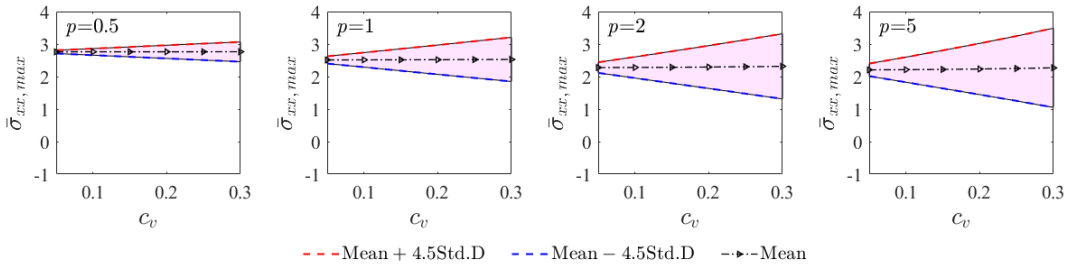 p=0.5
p=1
p=2
p=5
4
3
2
1
0
-1
4
3
2
1
0
-1
4
3
2
1
0
-1
4
3
2
1
0
-1
σ̄xx,max
σ̄xx,max
σ̄xx,max
σ̄xx,max
0.1 0.2 0.3
0.1 0.2 0.3
0.1 0.2 0.3
0.1 0.2 0.3
cv
cv
cv
cv
Mean + 4.5Std.D Mean − 4.5Std.D Mean